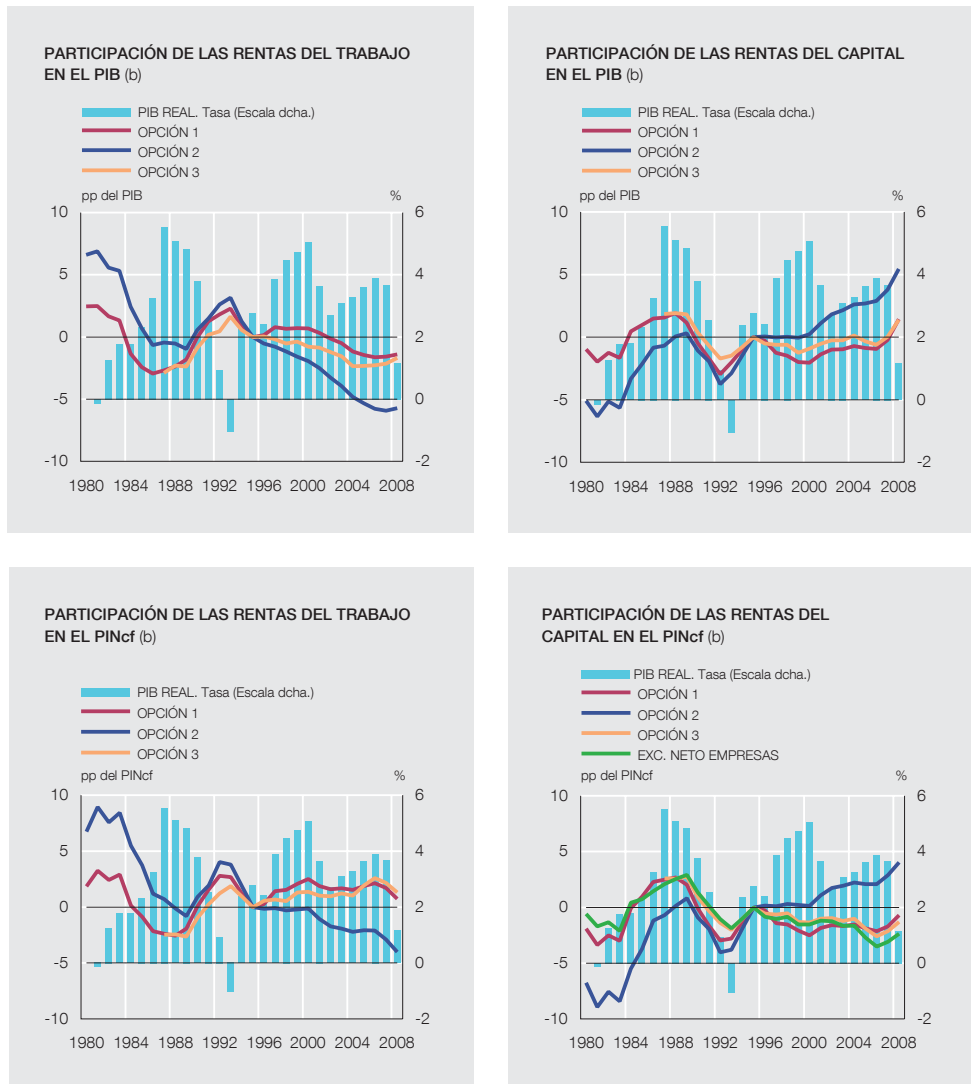 PARTICIPACIÓN DE LAS RENTAS DEL TRABAJO
EN EL PIB (b)
PIB REAL. Tasa (Escala dcha.)
OPCIÓN 1
OPCIÓN 2
OPCIÓN 3
pp del PIB %
10 6
5 4
0 2
-5 0
-10 -2
1980 1984 1988 1992 1996 2000 2004 2008
PARTICIPACIÓN DE LAS RENTAS DEL CAPITAL
EN EL PIB (b)
PIB REAL. Tasa (Escala dcha.)
OPCIÓN 1
OPCIÓN 2
OPCIÓN 3
pp del PIB %
10 6
5 4
0 2
-5 0
-10 -2
1980 1984 1988 1992 1996 2000 2004 2008
PARTICIPACIÓN DE LAS RENTAS DEL TRABAJO
EN EL PINcf (b)
PIB REAL. Tasa (Escala dcha.)
OPCIÓN 1
OPCIÓN 2
OPCIÓN 3
pp del PINcf %
10 6
5 4
0 2
-5 0
-10 -2
1980 1984 1988 1992 1996 2000 2004 2008
PARTICIPACIÓN DE LAS RENTAS DEL
CAPITAL EN EL PINcf (b)
PIB REAL. Tasa (Escala dcha.)
OPCIÓN 1
OPCIÓN 2
OPCIÓN 3
EXC. NETO EMPRESAS
pp del PINcf %
10 6
5 4
0 2
-5 0
-10 -2
1980 1984 1988 1992 1996 2000 2004 2008